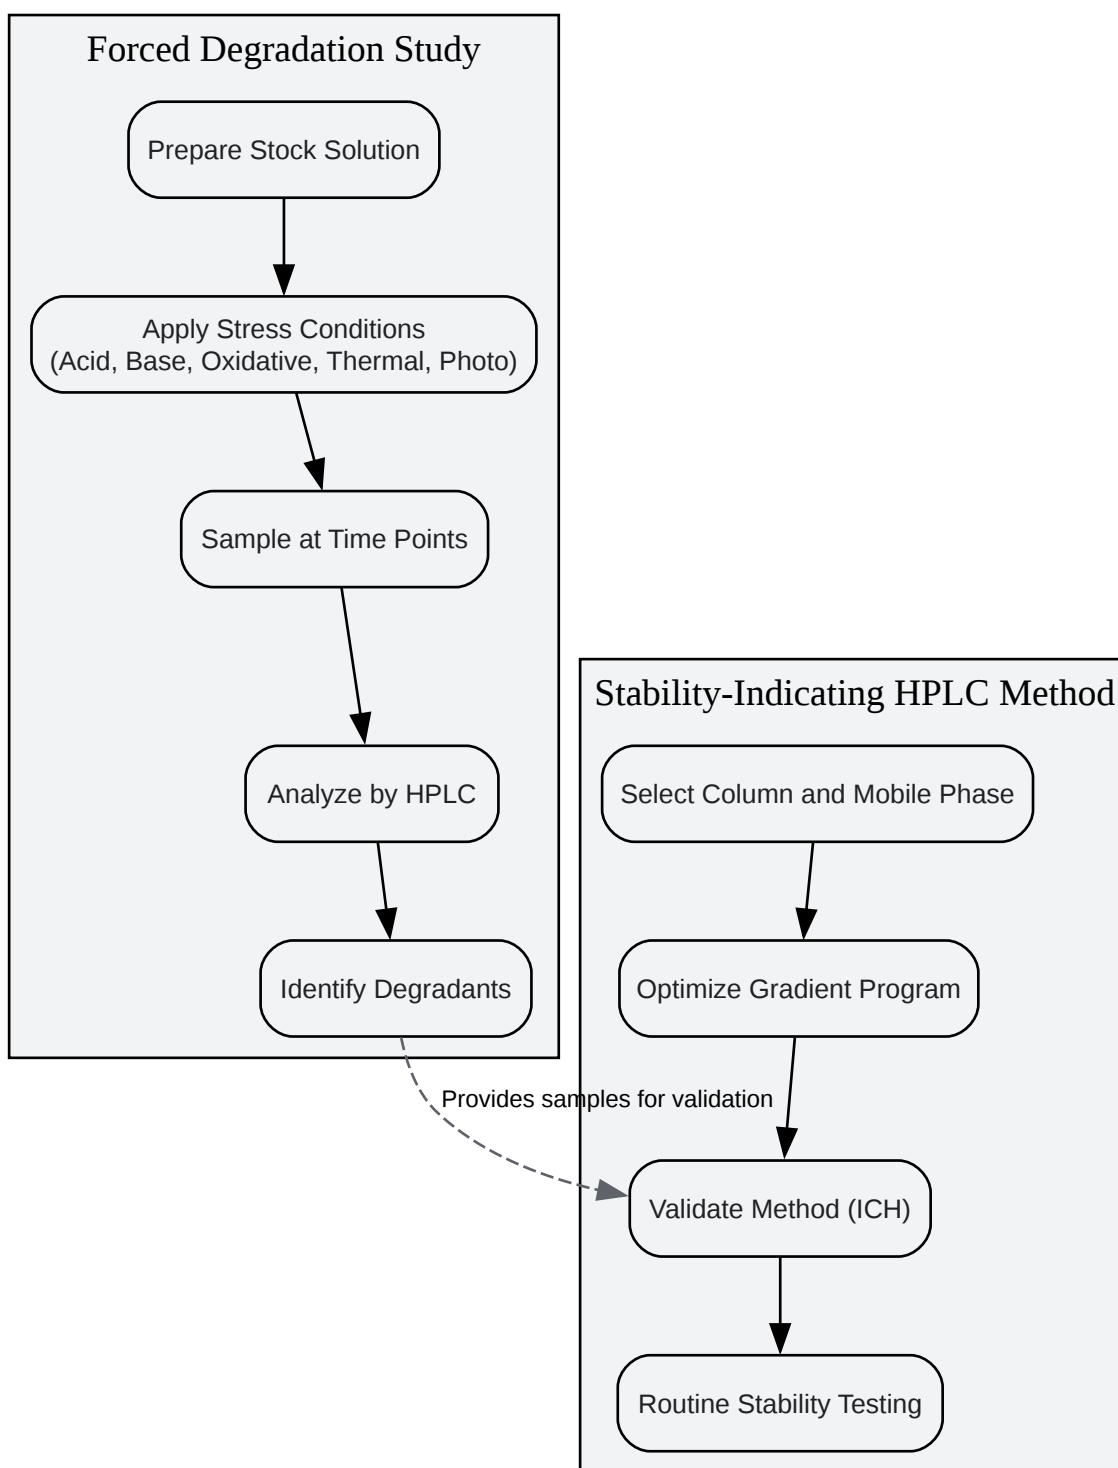 Forced Degradation Study
Prepare Stock Solution
Apply Stress Conditions
(Acid, Base, Oxidative, Thermal, Photo)
Sample at Time Points
Analyze by HPLC
Identify Degradants
Provides samples for validation
Stability-Indicating HPLC Method
Select Column and Mobile Phase
Optimize Gradient Program
Validate Method (ICH)
Routine Stability Testing